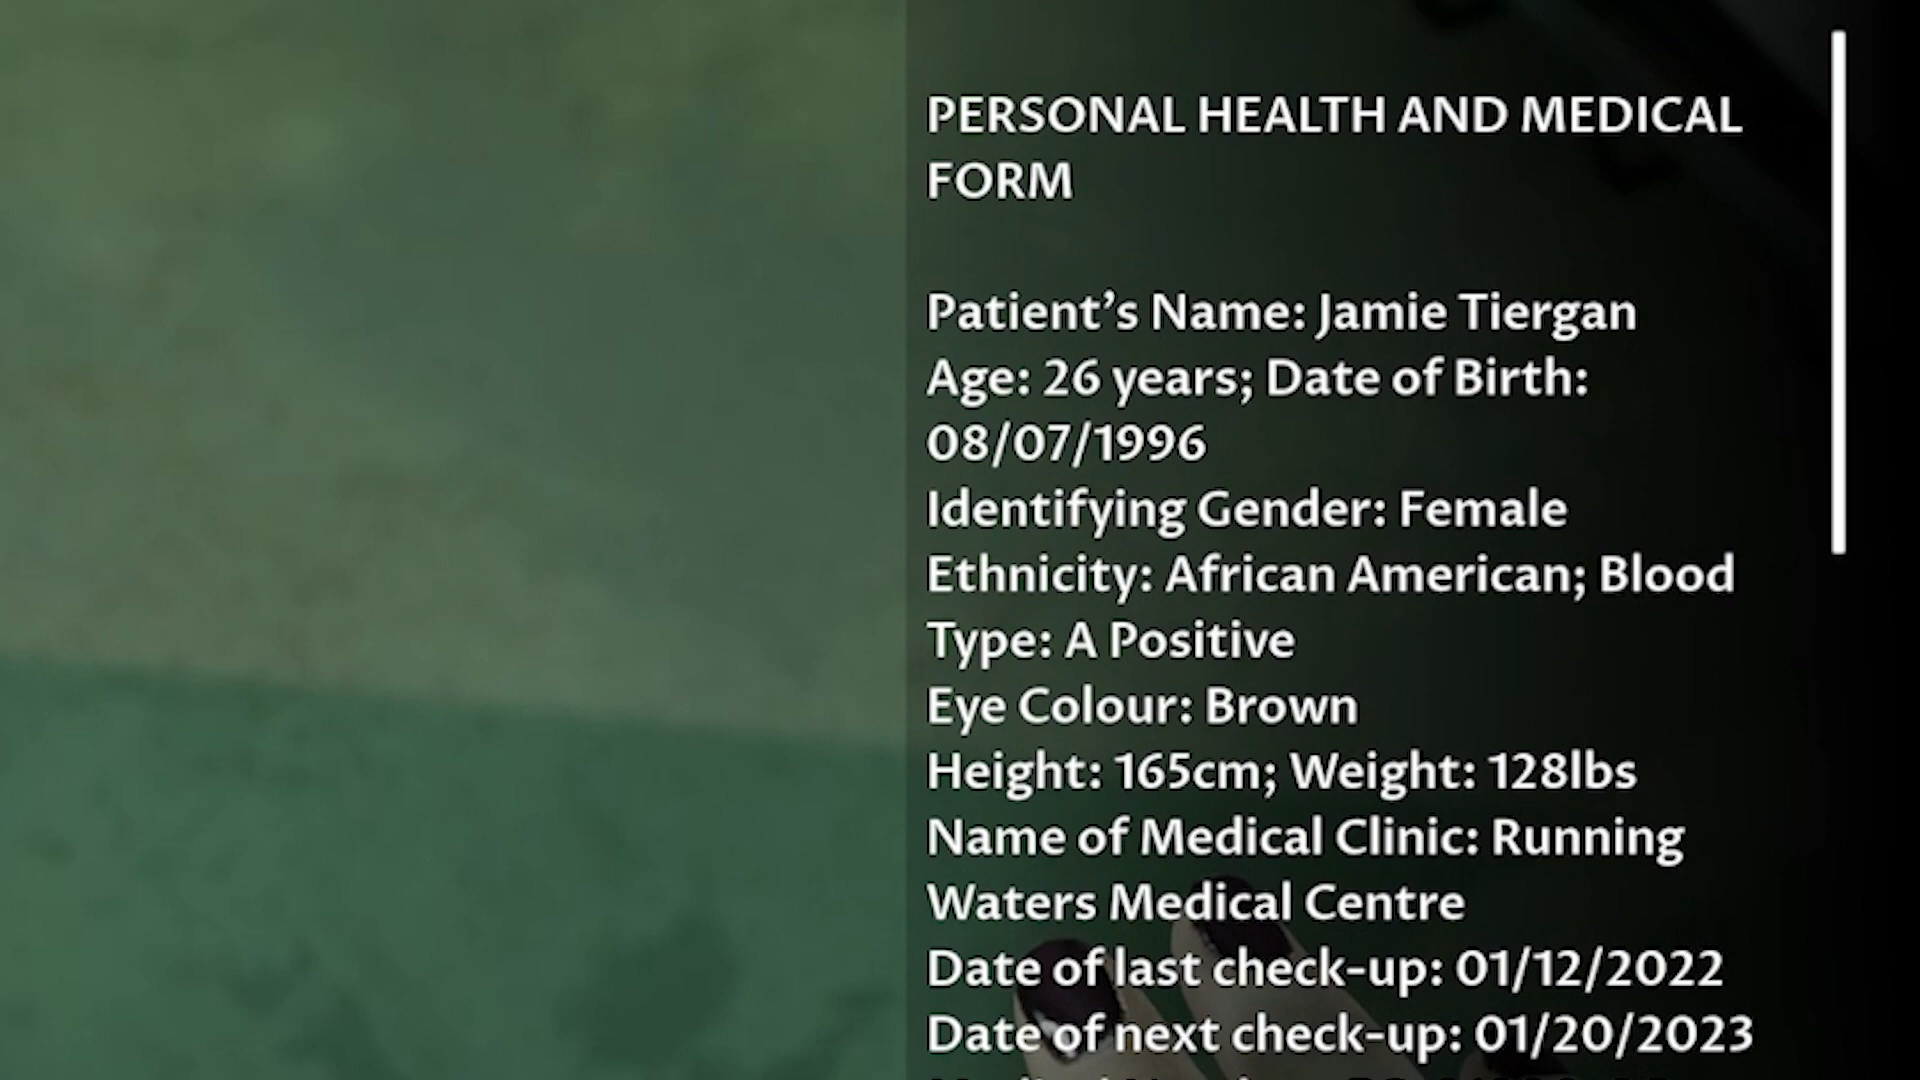 PERSONAL HEALTH AND MEDICAL
FORM
Patient’s Name: Jamie Tiergan
Age: 26 years; Date of Birth:
08/07/1996
Identifying Gender: Female
Ethnicity: African American; Blood
Type: A Positive
Eye Colour: Brown
Height: 165cm; Weight: 128lbs
Name of Medical Clinic: Running
Waters Medical Centre
Date of last check-up: 01/12/2022
Date of next check-up: 01/20/2023